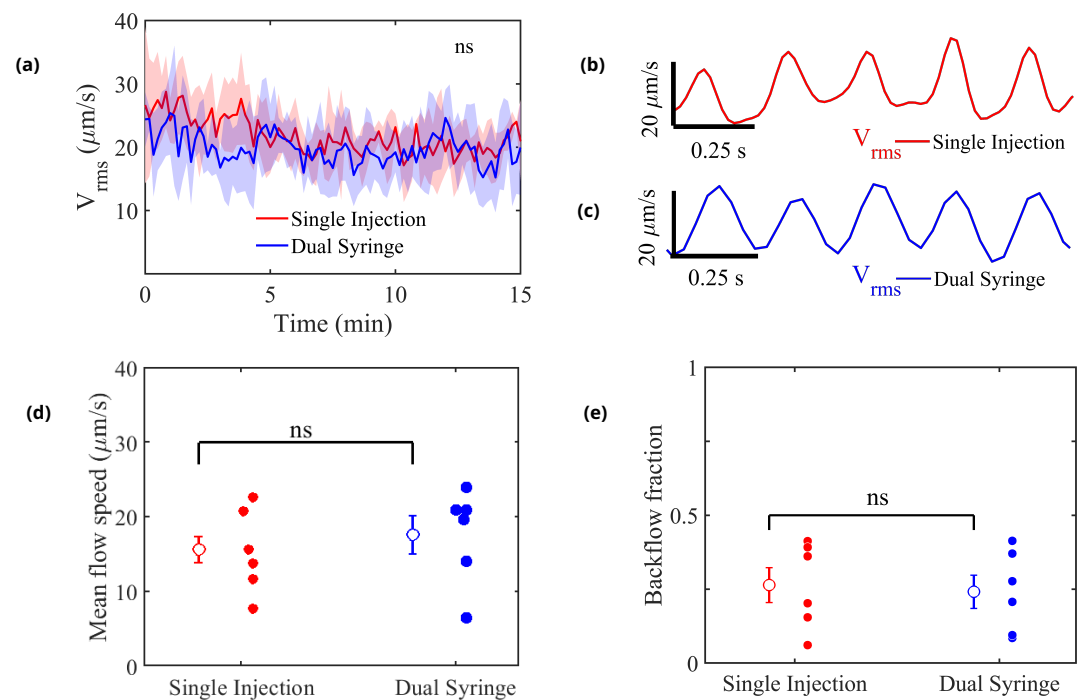 (a)
40
30
20
10
V_rms (μm/s)
ns
Single Injection
Dual Syringe
0
5
10
15
Time (min)
(b)
20 μm/s
0.25 s
V_rms
Single Injection
(c)
20 μm/s
0.25 s
V_rms
Dual Syringe
(d)
40
30
20
10
0
Mean flow speed (μm/s)
ns
Single Injection
Dual Syringe
(e)
1
0.5
0
Backflow fraction
ns
Single Injection
Dual Syringe